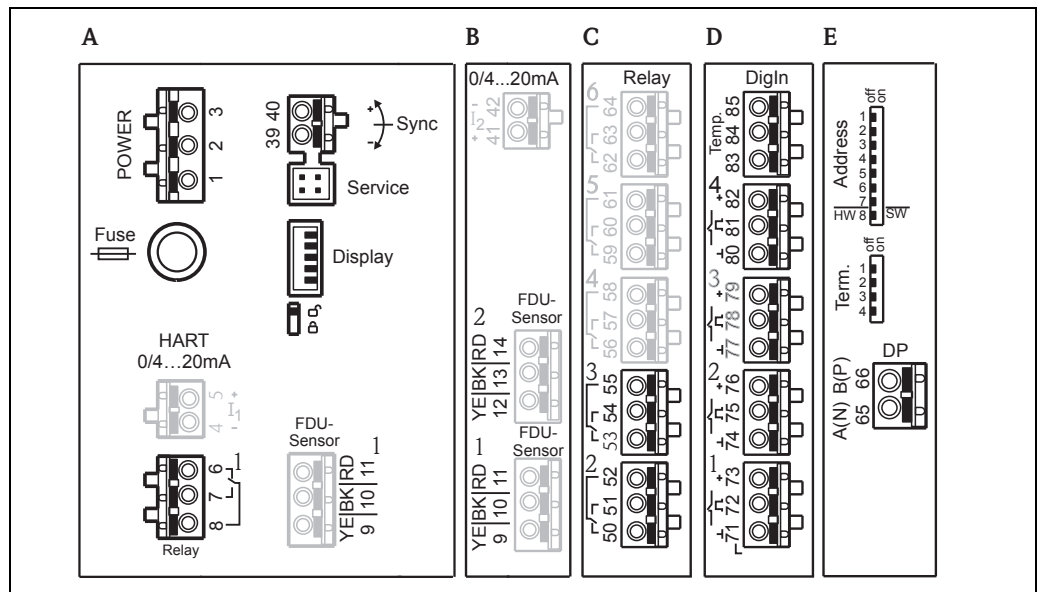 A
POWER
1 2 3
39 40
+
-
Sync
Service
Fuse
Display
HART
0/4...20mA
4 5
- +
I1
6 7 8
1
Relay
FDU-
Sensor
1
YE|BK|RD
9 |10| 11
B
0/4...20mA
I2
- +
41 42
FDU-
Sensor
2
YE|BK|RD
12|13|14
FDU-
Sensor
1
YE|BK|RD
9 |10| 11
C
Relay
6
62 63 64
5
59 60 61
4
56 57 58
3
53 54 55
2
50 51 52
D
DigIn
Temp.
83 84 85
4
+
80 81 82
3
+
77 78 79
2
+
74 75 76
1
+
71 72 73
E
off
on
Address
1
2
3
4
5
6
7
HW 8 SW
off
on
Term.
1
2
3
4
DP
A(N) B(P)
65 66